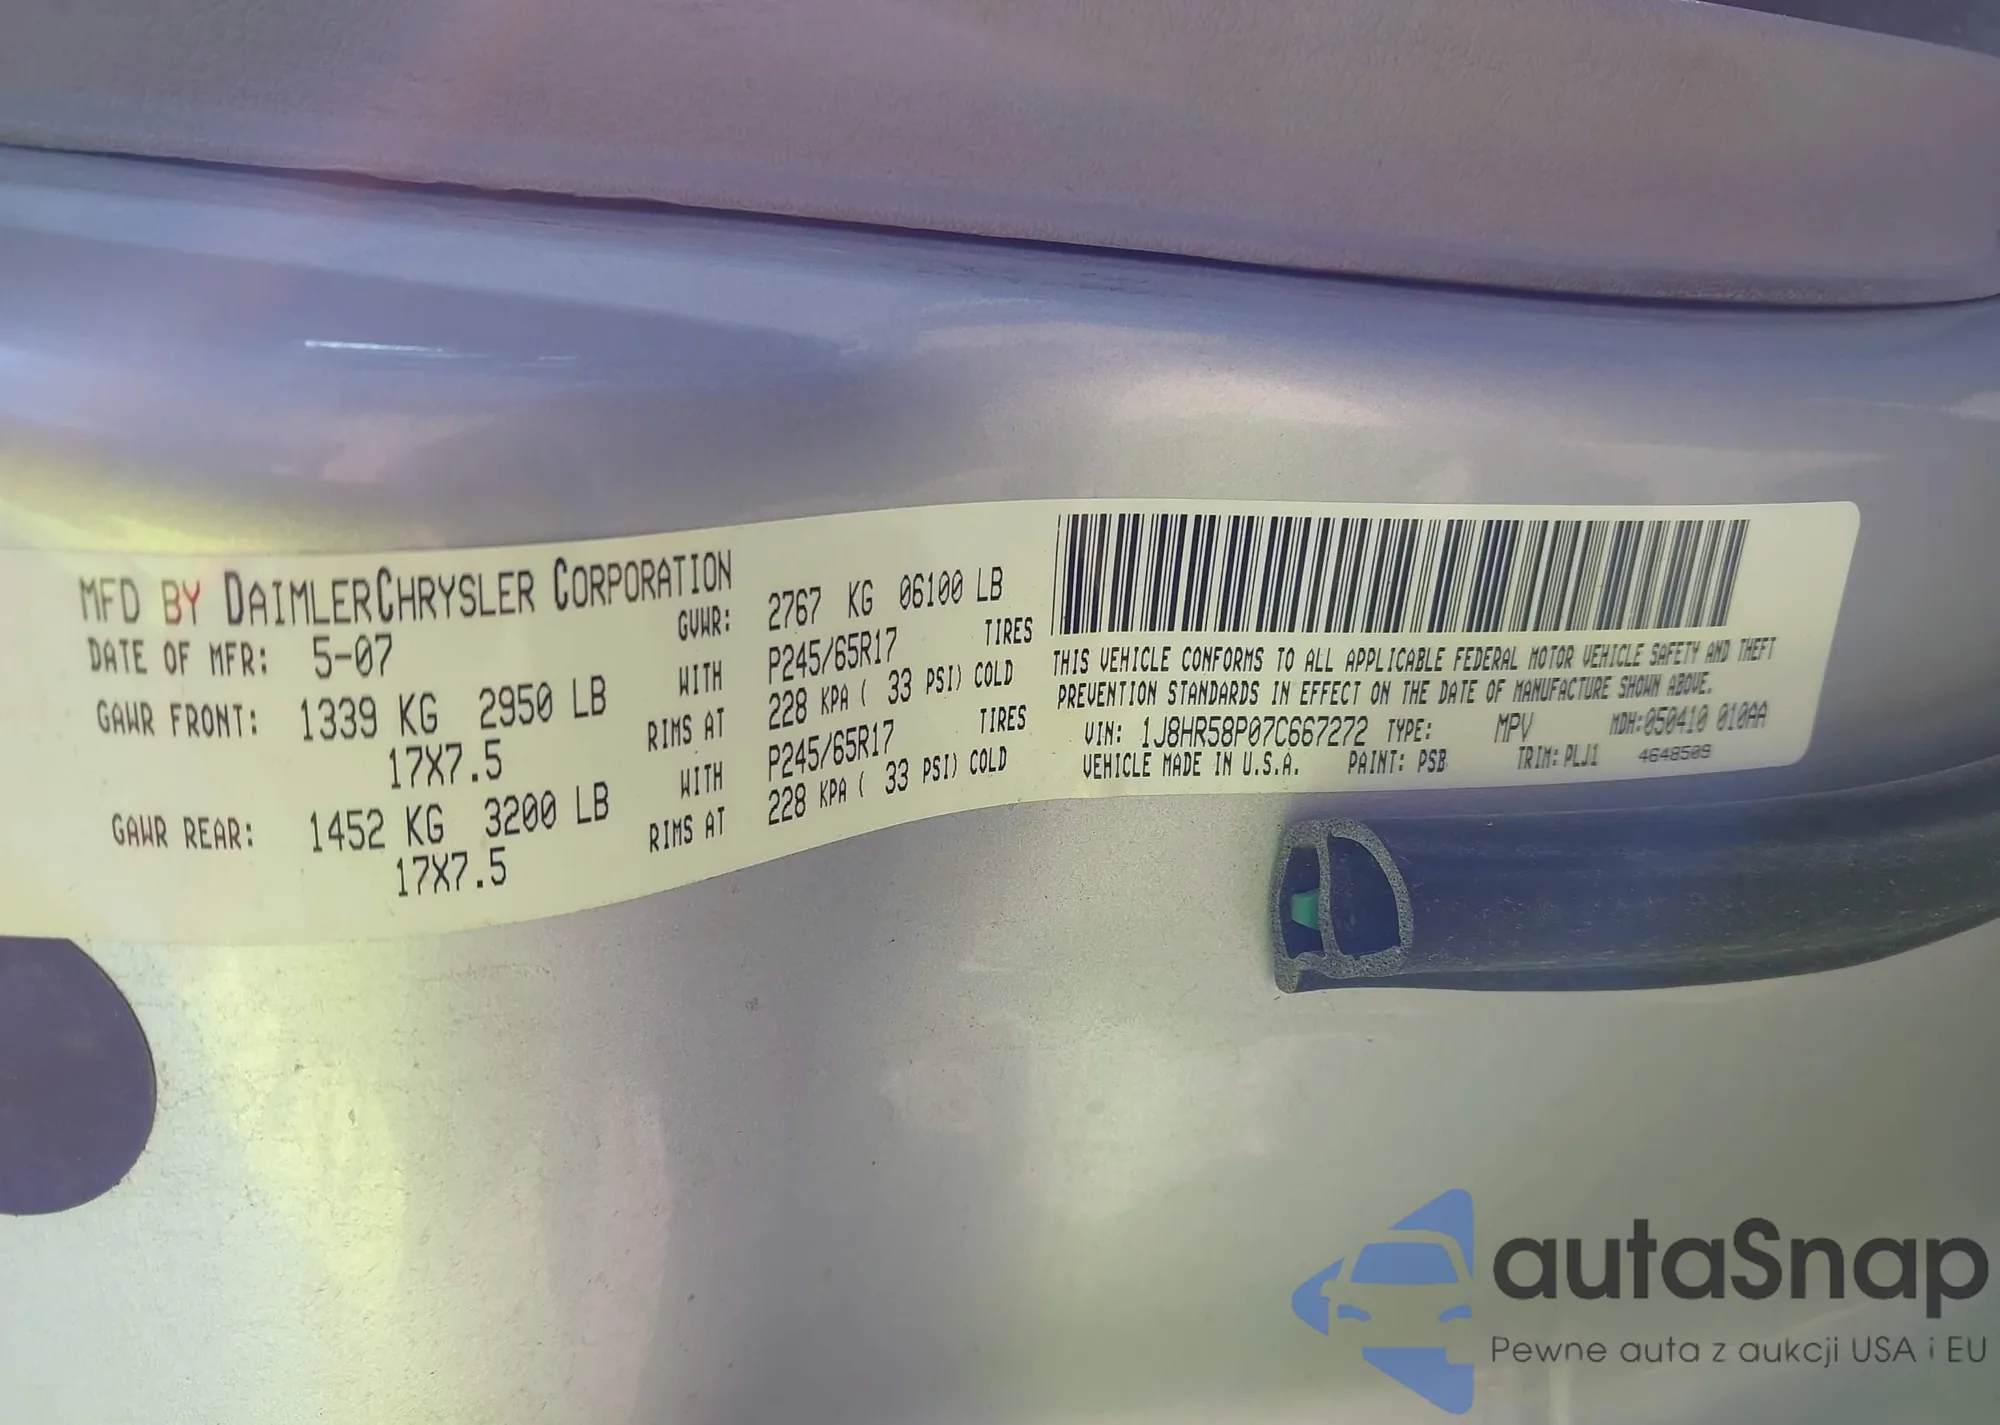 MFD BY DAIMLERCHRYSLER CORPORATION
DATE OF MFR: 5-07 GVWR: 2767 KG 06100 LB
GAWR FRONT: 1339 KG 2950 LB WITH P245/65R17 TIRES
17X7.5 RIMS AT 228 KPA ( 33 PSI) COLD
GAWR REAR: 1452 KG 3200 LB WITH P245/65R17 TIRES
17X7.5 RIMS AT 228 KPA ( 33 PSI) COLD
THIS VEHICLE CONFORMS TO ALL APPLICABLE FEDERAL MOTOR VEHICLE SAFETY AND THEFT
PREVENTION STANDARDS IN EFFECT ON THE DATE OF MANUFACTURE SHOWN ABOVE.
VIN: 1J8HR58P07C667272 TYPE: MPV MDH:050410 010AA
VEHICLE MADE IN U.S.A. PAINT: PSB TRIM: PLJ1 4648509
autaSnap
Pewne auta z aukcji USA i EU